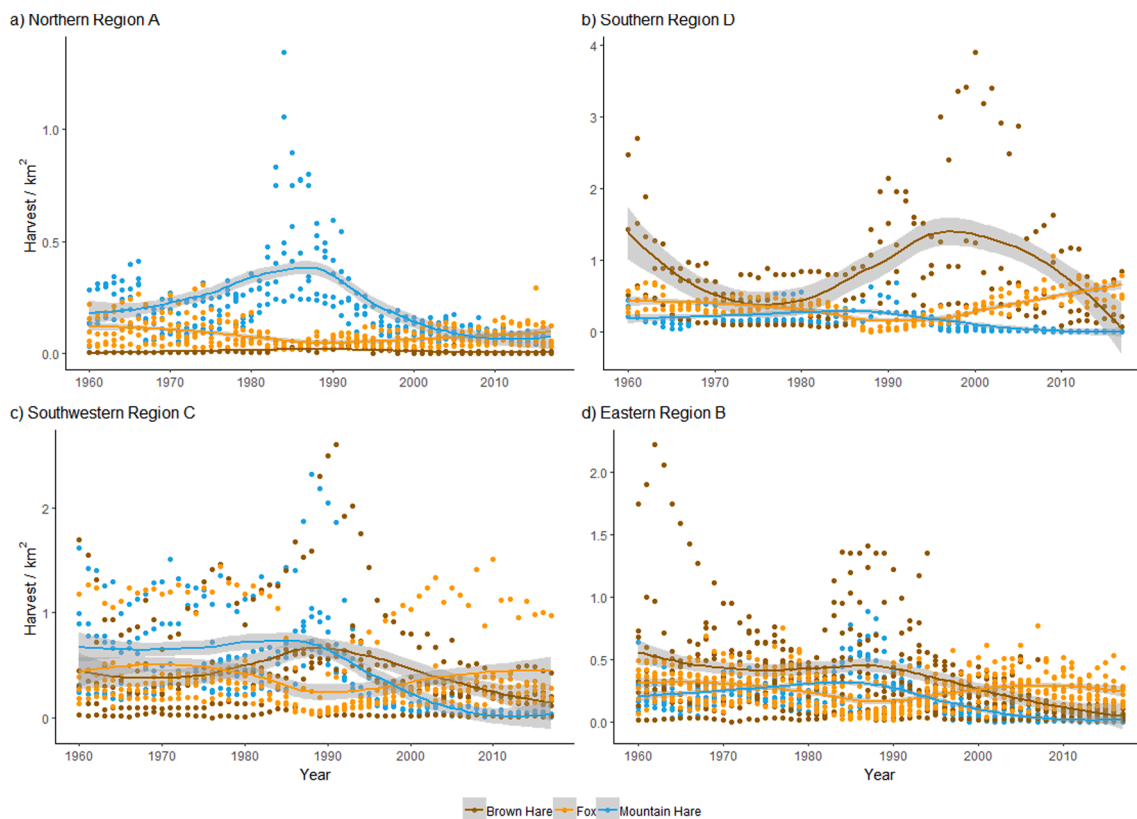 a) Northern Region A
b) Southern Region D
Harvest / km²
1.0
0.5
0.0
1960 1970 1980 1990 2000 2010
4
3
2
1
0
1960 1970 1980 1990 2000 2010
c) Southwestern Region C
d) Eastern Region B
Harvest / km²
2
1
0
1960 1970 1980 1990 2000 2010
Year
2.0
1.5
1.0
0.5
0.0
1960 1970 1980 1990 2000 2010
Year
Brown Hare Fox Mountain Hare